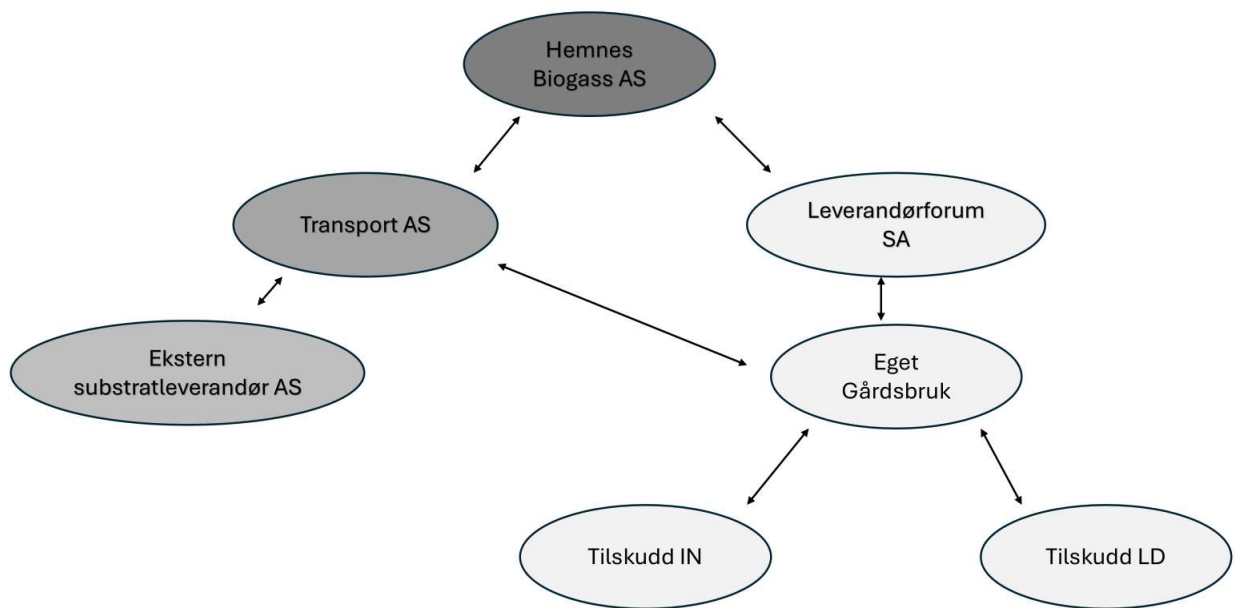 Hemnes
Biogass AS
Transport AS
Leverandørforum
SA
Ekstern
substratleverandør AS
Eget
Gårdsbruk
Tilskudd IN
Tilskudd LD